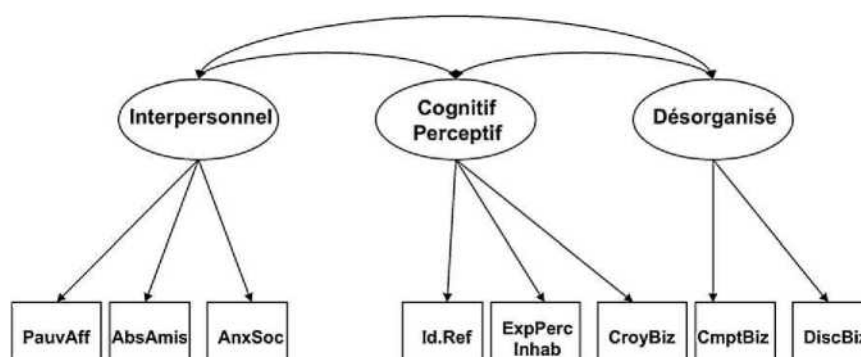 Interpersonnel
Cognitif
Perceptif
Désorganisé
PauvAff
AbsAmis
AnxSoc
Id.Ref
ExpPerc
Inhab
CroyBiz
CmptBiz
DiscBiz